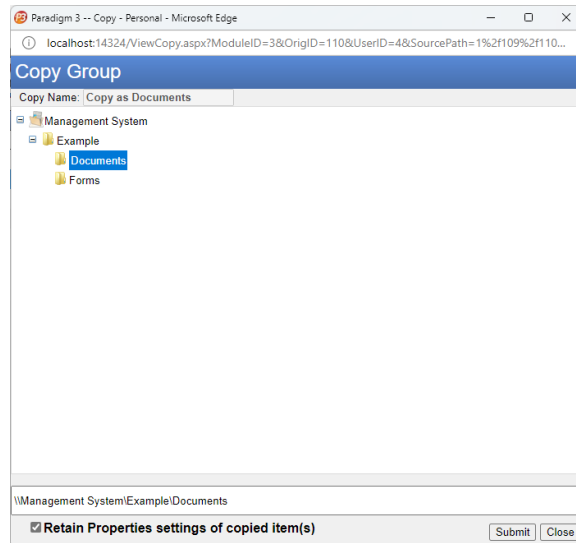 Paradigm 3 -- Copy - Personal - Microsoft Edge
localhost:14324/ViewCopy.aspx?ModuleID=3&OrigID=110&UserID=4&SourcePath=1%2f109%2f110...
Copy Group
Copy Name: Copy as Documents
Management System
Example
Documents
Forms
\\Management System\Example\Documents
Retain Properties settings of copied item(s)
Submit Close